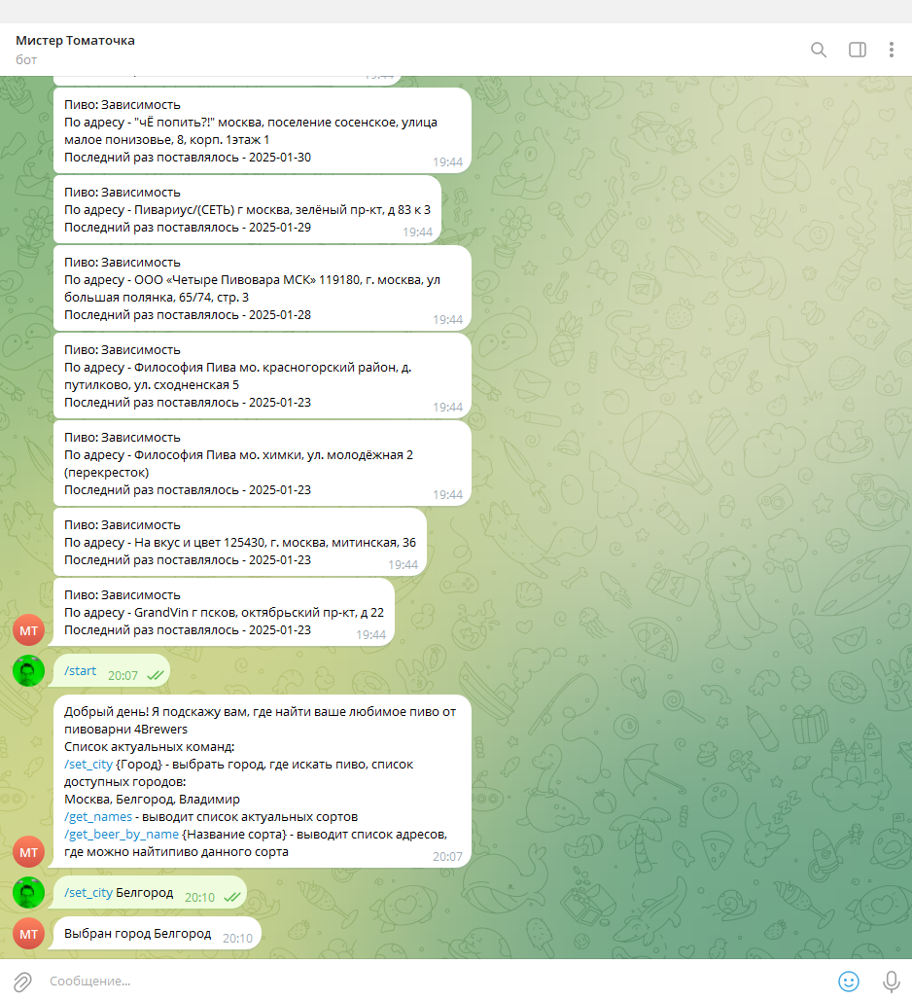 Мистер Томаточка
бот
19:44
Пиво: Зависимость
По адресу - "чЁ попить?!" москва, поселение сосенское, улица
малое понизовье, 8, корп. 1этаж 1
Последний раз поставлялось - 2025-01-30
19:44
Пиво: Зависимость
По адресу - Пивариус/(СЕТЬ) г москва, зелёный пр-кт, д 83 к 3
Последний раз поставлялось - 2025-01-29
19:44
Пиво: Зависимость
По адресу - ООО «Четыре Пивовара МСК» 119180, г. москва, ул
большая полянка, 65/74, стр. 3
Последний раз поставлялось - 2025-01-28
19:44
Пиво: Зависимость
По адресу - Философия Пива мо. красногорский район, д.
путилково, ул. сходненская 5
Последний раз поставлялось - 2025-01-23
19:44
Пиво: Зависимость
По адресу - Философия Пива мо. химки, ул. молодёжная 2
(перекресток)
Последний раз поставлялось - 2025-01-23
19:44
Пиво: Зависимость
По адресу - На вкус и цвет 125430, г. москва, митинская, 36
Последний раз поставлялось - 2025-01-23
19:44
Пиво: Зависимость
По адресу - GrandVin г псков, октябрьский пр-кт, д 22
Последний раз поставлялось - 2025-01-23
19:44
МТ
/start
20:07
Добрый день! Я подскажу вам, где найти ваше любимое пиво от
пивоварни 4Brewers
Список актуальных команд:
/set_city {Город} - выбрать город, где искать пиво, список
доступных городов:
Москва, Белгород, Владимир
/get_names - выводит список актуальных сортов
/get_beer_by_name {Название сорта} - выводит список адресов,
где можно найтипиво данного сорта
20:07
МТ
/set_city Белгород
20:10
МТ
Выбран город Белгород
20:10
Сообщение...